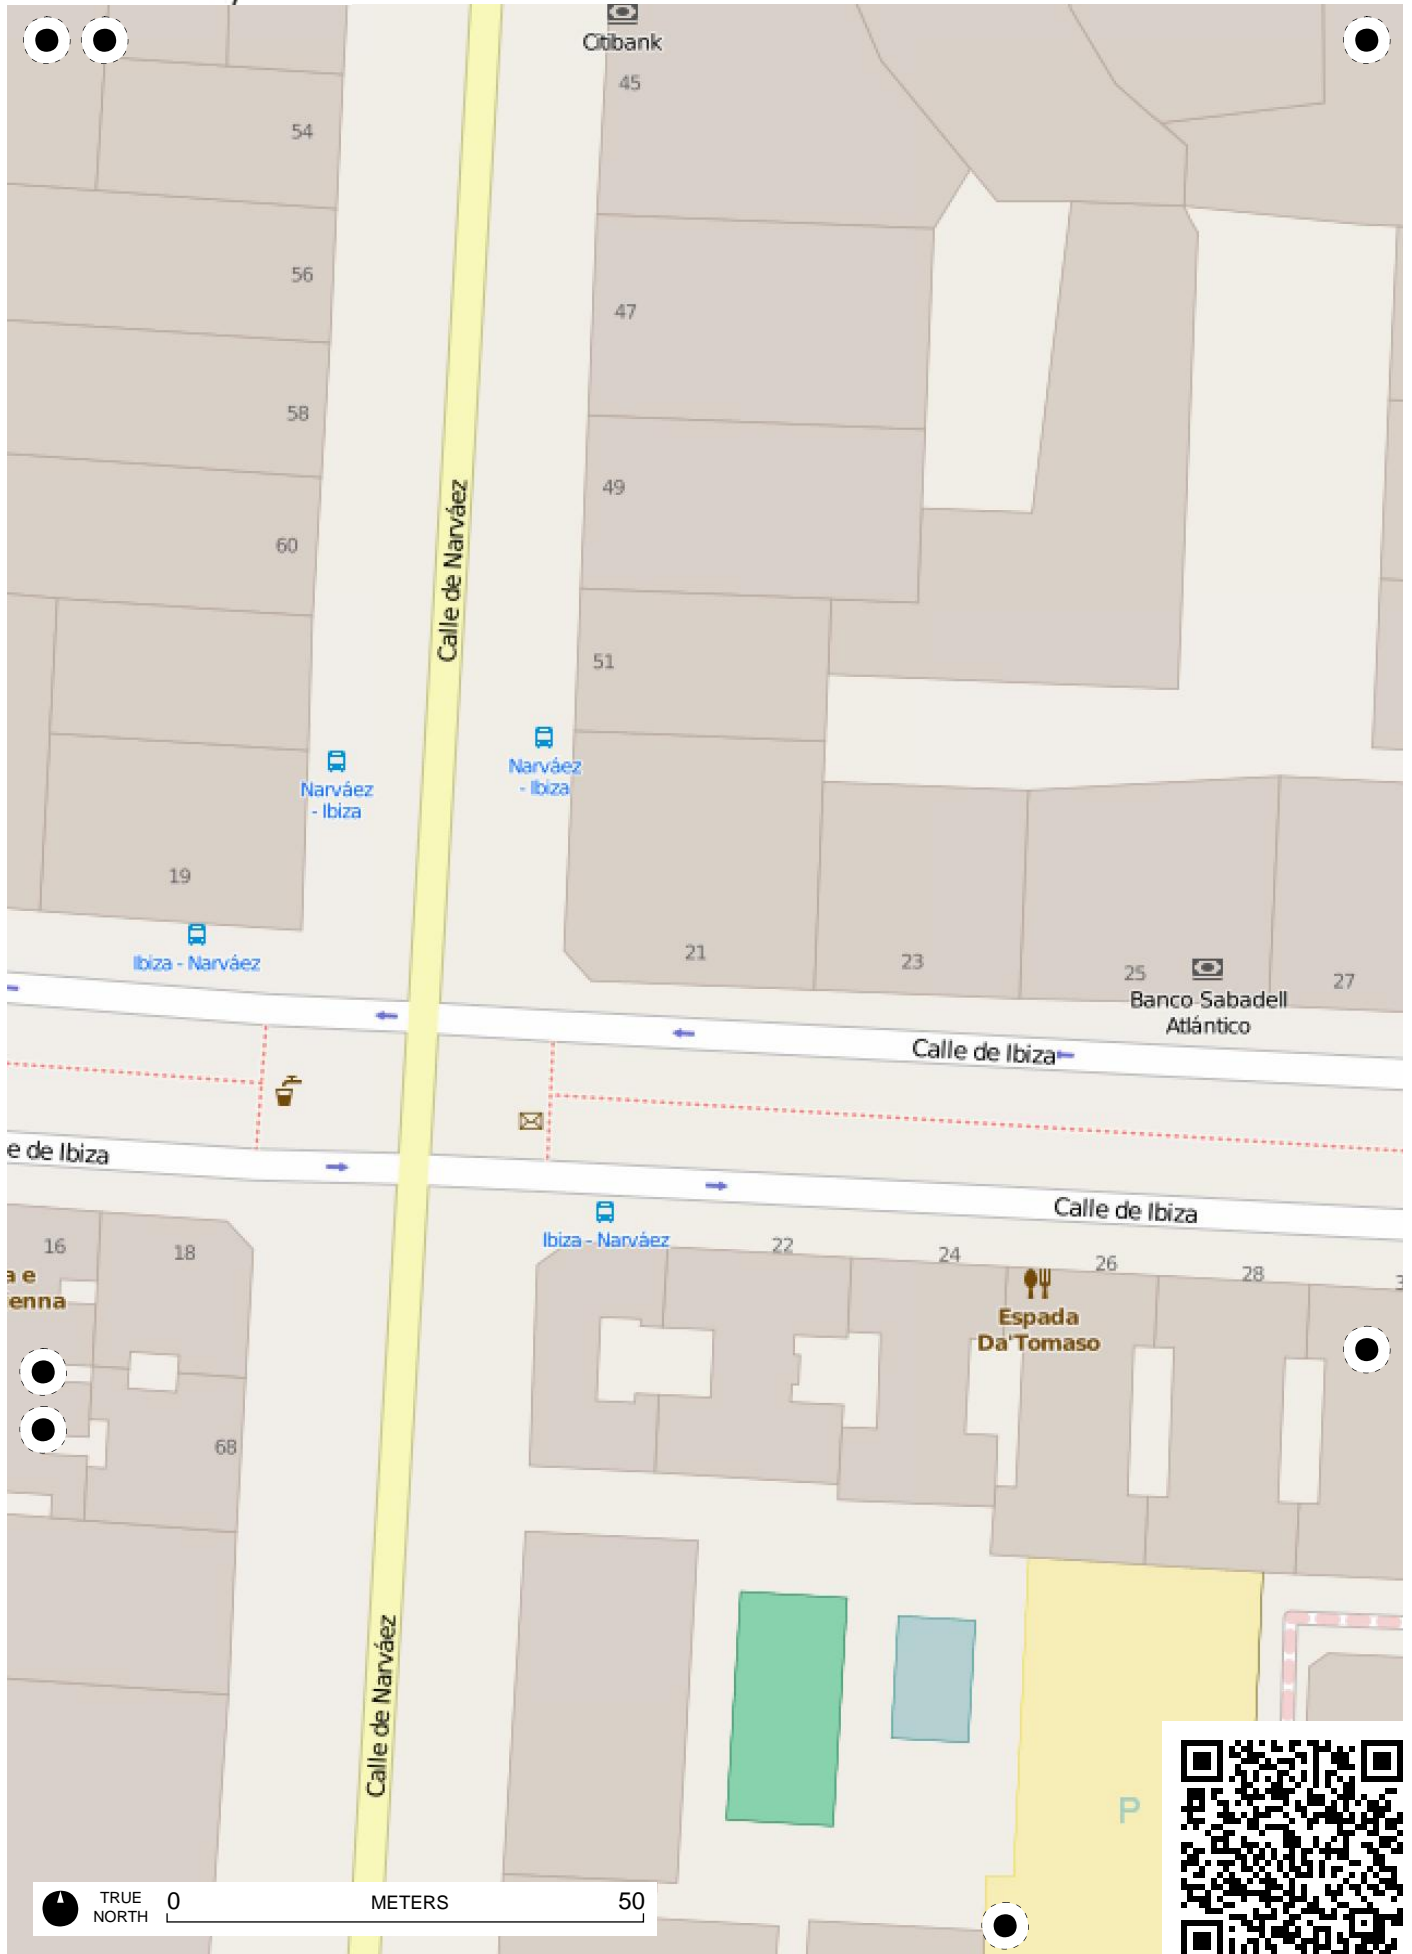 Citibank
45
54
56
47
58
49
60
Calle de Narváez
51
Narváez
- Ibiza
Narváez
- Ibiza
19
Ibiza - Narváez
21
23
25
27
Banco Sabadell
Atlántico
Calle de Ibiza
e de Ibiza
Calle de Ibiza
Ibiza - Narváez
16
18
22
24
26
28
a e
enna
Espada
Da'Tomaso
68
Calle de Narváez
P
TRUE
NORTH
0
METERS
50